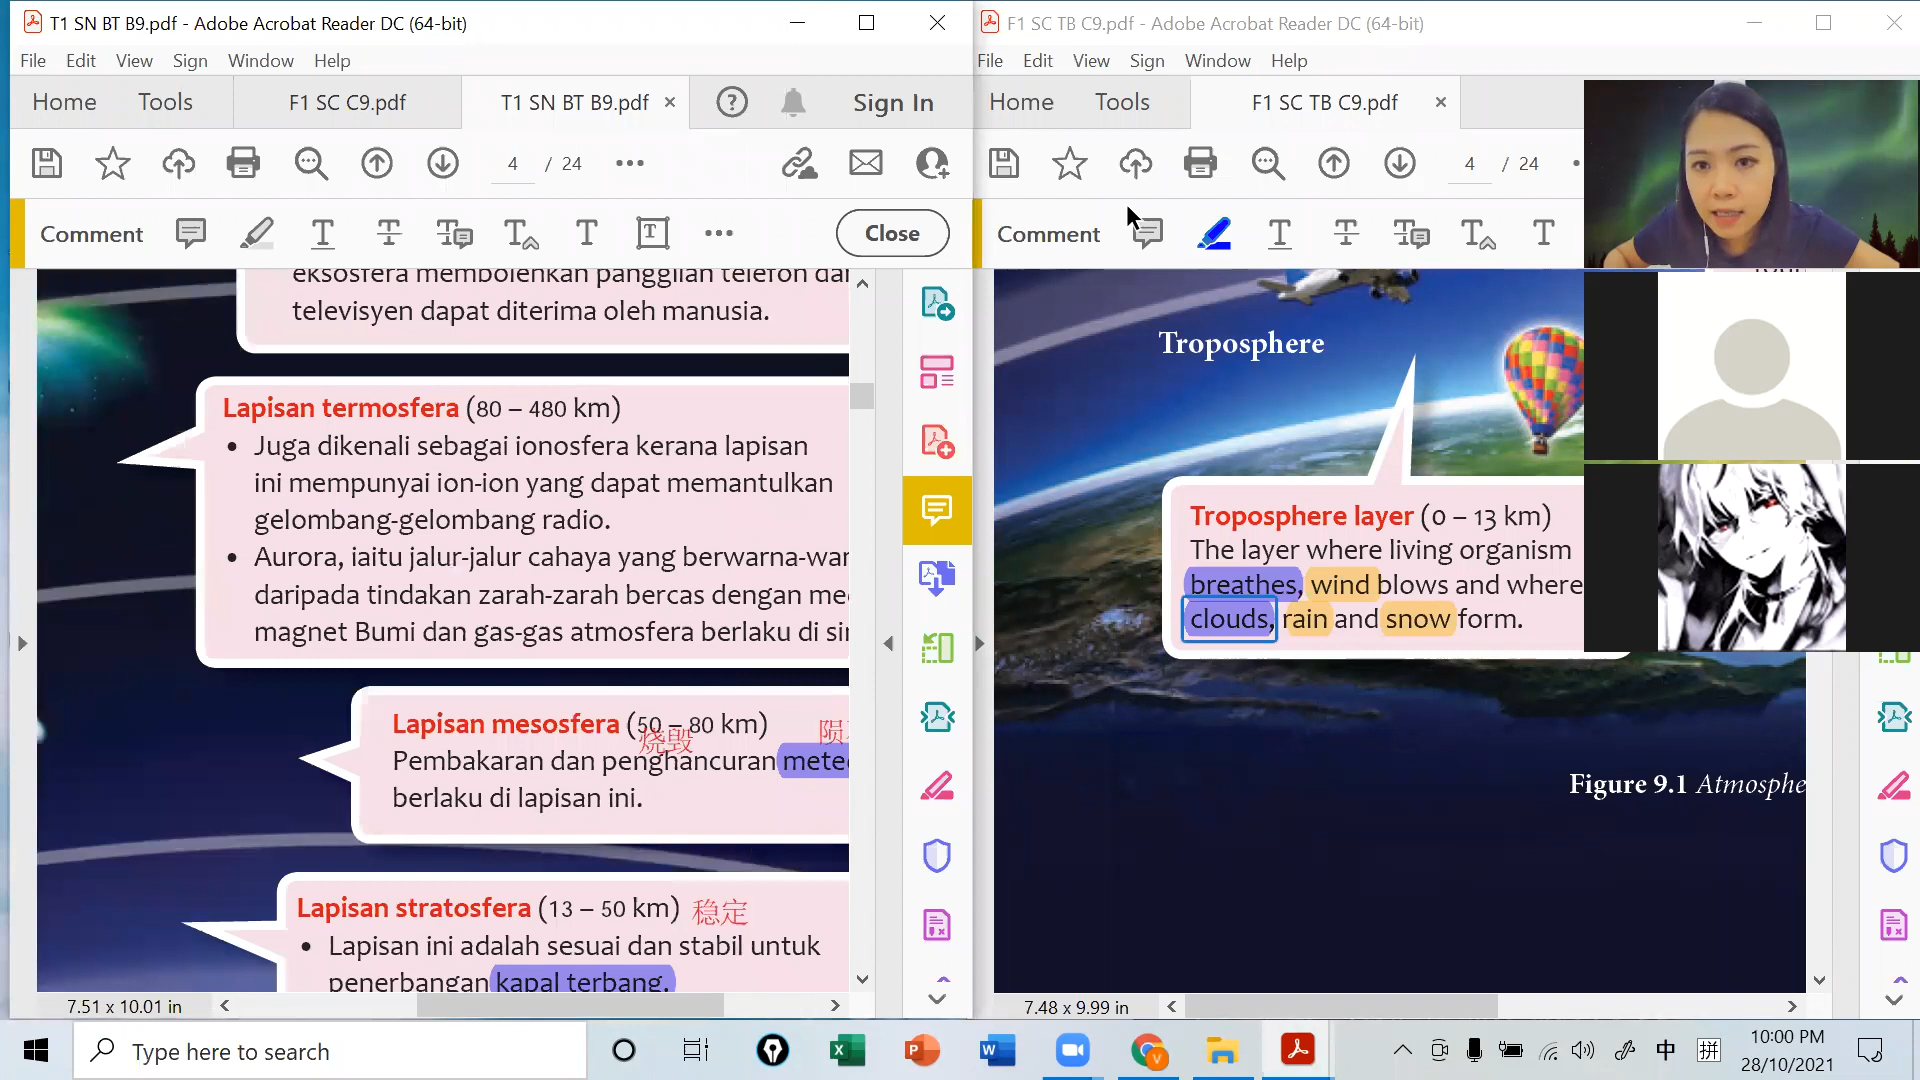 T1 SN BT B9.pdf - Adobe Acrobat Reader DC (64-bit)
File Edit View Sign Window Help
Home Tools F1 SC C9.pdf T1 SN BT B9.pdf × Sign In
4 / 24
Comment Close
televisyen dapat diterima oleh manusia.
Lapisan termosfera (80 – 480 km)
• Juga dikenali sebagai ionosfera kerana lapisan
ini mempunyai ion-ion yang dapat memantulkan
gelombang-gelombang radio.
• Aurora, iaitu jalur-jalur cahaya yang berwarna-war
daripada tindakan zarah-zarah bercas dengan me
magnet Bumi dan gas-gas atmosfera berlaku di si
Lapisan mesosfera (50 – 80 km)
烧毁
Pembakaran dan penghancuran mete
berlaku di lapisan ini.
Lapisan stratosfera (13 – 50 km) 稳定
• Lapisan ini adalah sesuai dan stabil untuk
penerbangan kapal terbang.
7.51 x 10.01 in
F1 SC TB C9.pdf - Adobe Acrobat Reader DC (64-bit)
File Edit View Sign Window Help
Home Tools F1 SC TB C9.pdf ×
4 / 24
Comment
Troposphere
Troposphere layer (0 – 13 km)
The layer where living organism
breathes, wind blows and where
clouds, rain and snow form.
Figure 9.1 Atmosphe
7.48 x 9.99 in
Type here to search
中 拼
10:00 PM
28/10/2021